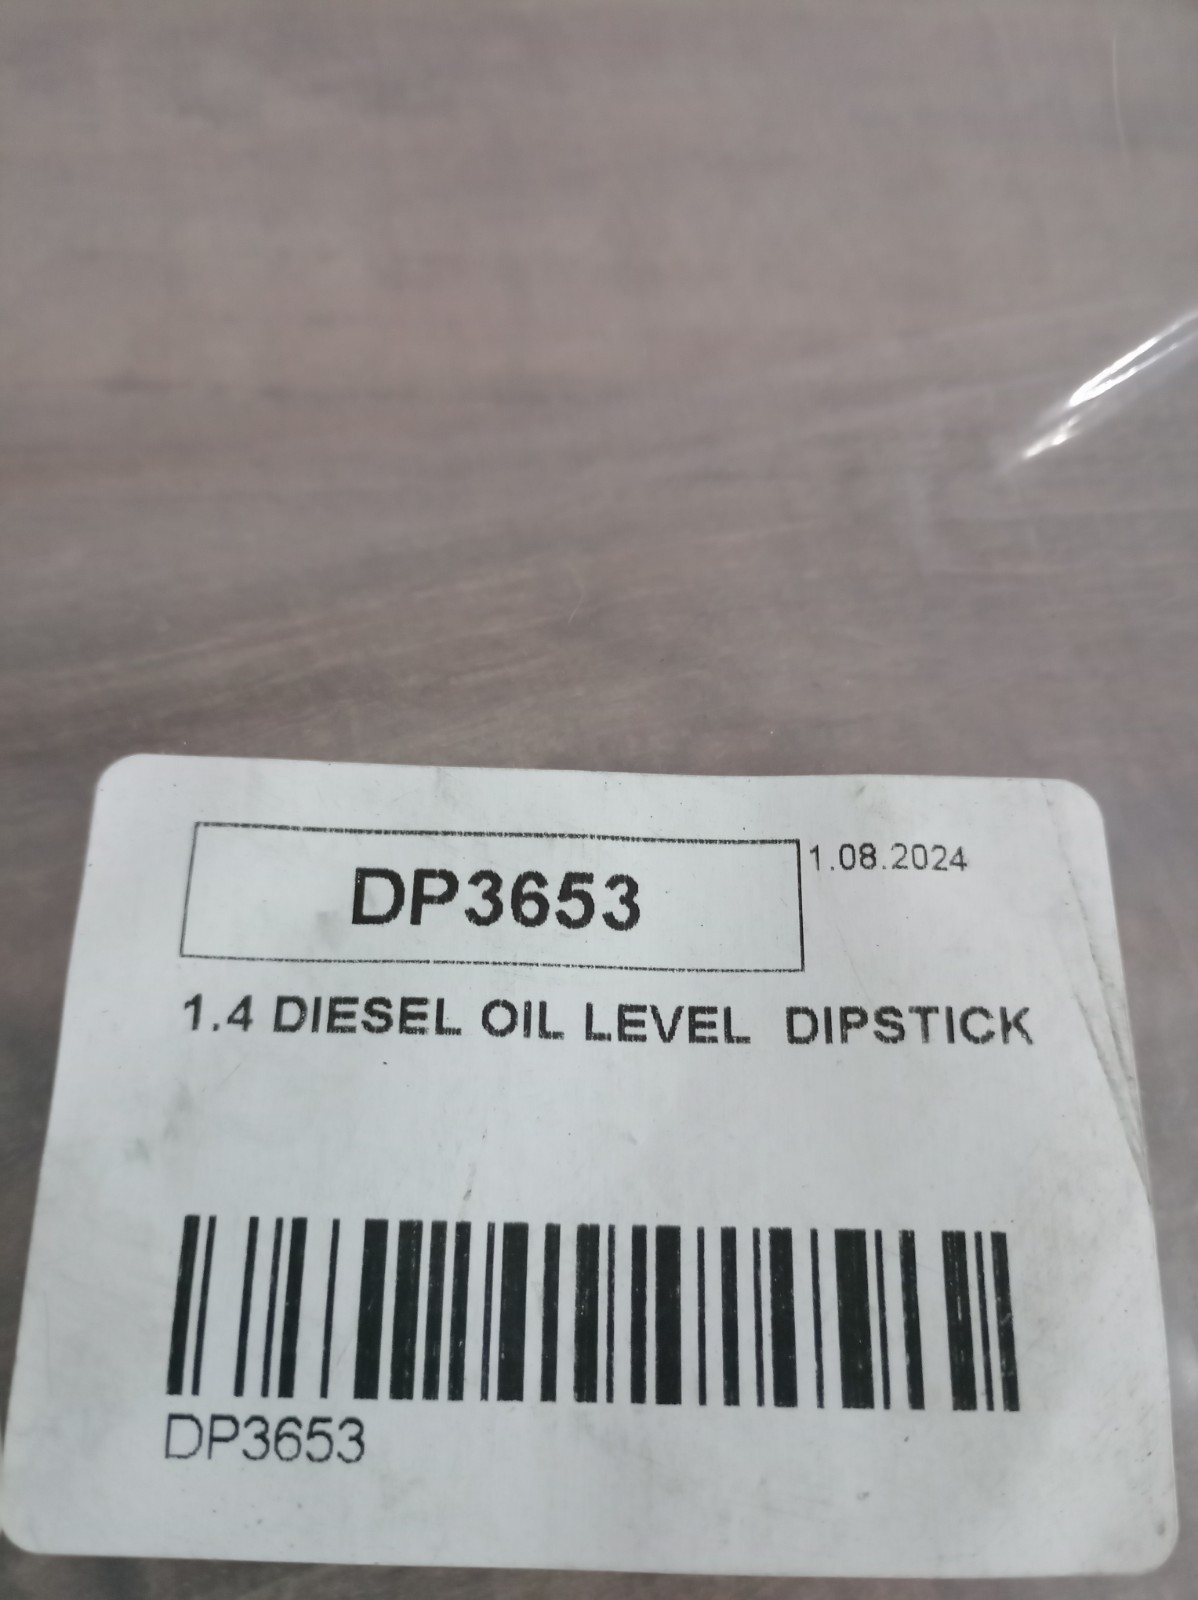 DP3653
1.08.2024
1.4 DIESEL OIL LEVEL DIPSTICK
DP3653